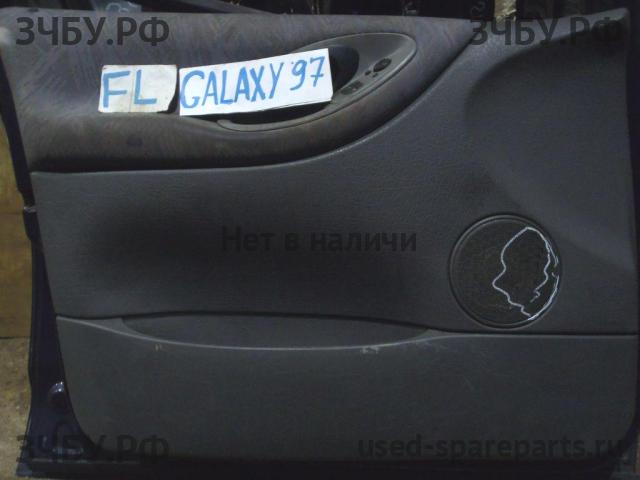 ЗЧБУ.РФ
ЗЧБУ.РФ
FL
GALAXY 97
Нет в наличи
ЗЧБУ.РФ
used-spareparts.ru